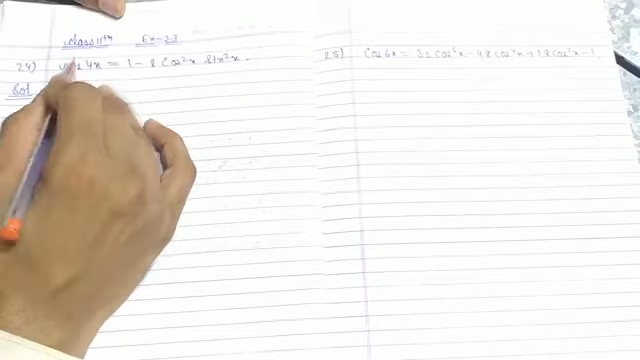 Class 11th Ex-3.3
24) cos 4x = 1 - 8 cos²x sin²x.
Sol
25) Cos 6x = 32 cos⁶x - 48 cos⁴x + 18 cos²x - 1.